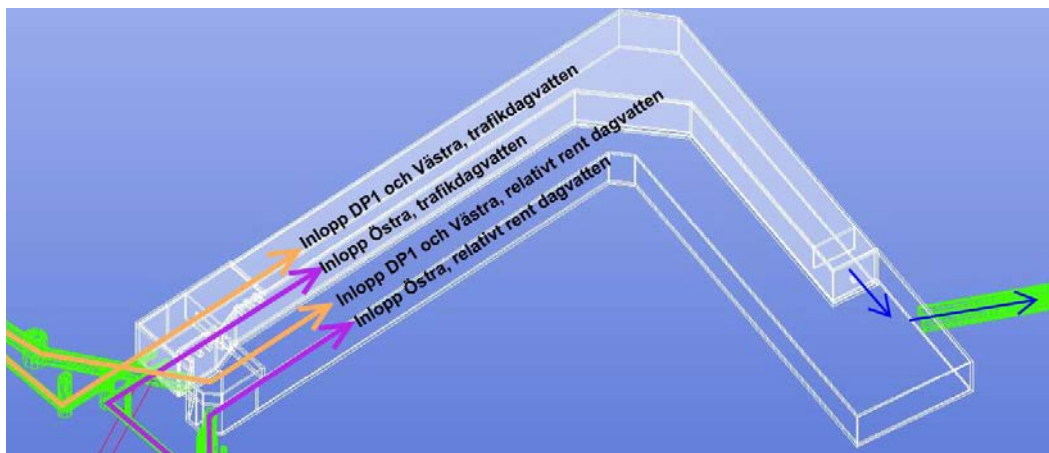 Inlopp DP1 och Västra, trafikdagvatten
Inlopp Östra, trafikdagvatten
Inlopp DP1 och Västra, relativt rent dagvatten
Inlopp Östra, relativt rent dagvatten